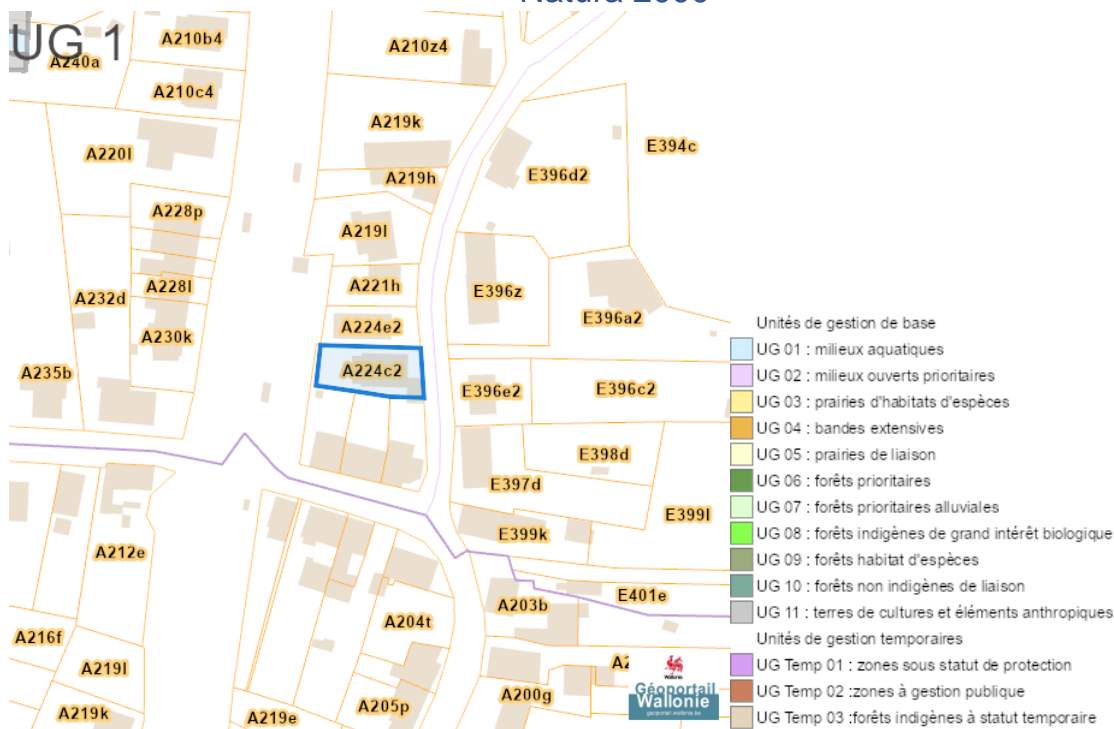 Natura 2000
UG 1
A240a
A210b4
A210z4
A210c4
A219k
A220l
E394c
E396d2
A219h
A228p
A219l
A221h
E396z
A228l
A232d
E396a2
A224e2
A230k
A224c2
A235b
E396e2
E396c2
E398d
E397d
E399l
E399k
A212e
E401e
A203b
A204t
A216f
A219l
A200g
A205p
A219k
A219e
Unités de gestion de base
UG 01 : milieux aquatiques
UG 02 : milieux ouverts prioritaires
UG 03 : prairies d'habitats d'espèces
UG 04 : bandes extensives
UG 05 : prairies de liaison
UG 06 : forêts prioritaires
UG 07 : forêts prioritaires alluviales
UG 08 : forêts indigènes de grand intérêt biologique
UG 09 : forêts habitat d'espèces
UG 10 : forêts non indigènes de liaison
UG 11 : terres de cultures et éléments anthropiques
Unités de gestion temporaires
UG Temp 01 : zones sous statut de protection
UG Temp 02 :zones à gestion publique
UG Temp 03 :forêts indigènes à statut temporaire
Wallonie
Géoportail
Wallonie
geoportail.wallonie.be